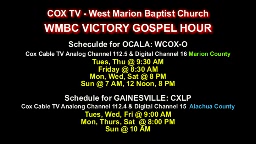 COX TV - West Marion Baptist Church
WMBC VICTORY GOSPEL HOUR
Scheculde for OCALA: WCOX-O
Cox Cable TV Analong Channel 112.5 & Digital Channel 16 Marion County
Tues, Thu @ 9:30 AM
Friday @ 8:30 AM
Mon, Wed, Sat @ 8 PM
Sun @ 7 AM, 12 Noon, 8 PM
Schedule for GAINESVILLE: CXLP
Cox Cable TV Analong Channel 112.4 & Digital Channel 15 Alachua County
Tues, Wed, Fri @ 9:00 AM
Mon, Thurs, Sat @ 8:00 PM
Sun @ 10 AM